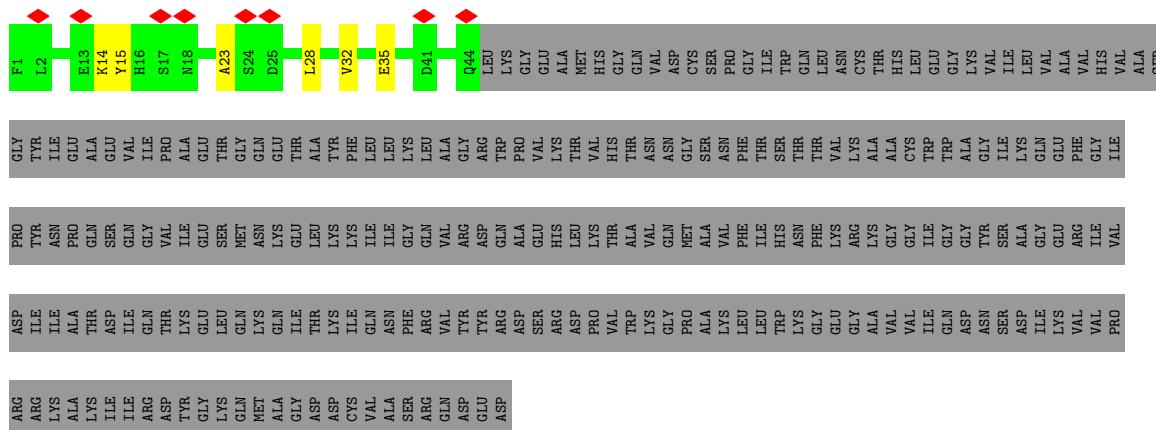 F1 L2 E13 K14 Y15 H16 S17 N18 A23 S24 D25 L28 V32 E35 D41 Q44 LEU LYS GLY GLU ALA MET HIS GLY GLN VAL ASP CYS SER PRO GLY ILE TRP GLN LEU ASN CYS THR HIS LEU GLU GLY LYS VAL ILE LEU VAL ALA VAL HIS VAL ALA SER
GLY TYR ILE GLU ALA GLU VAL ILE PRO ALA GLU THR GLY GLN GLU THR ALA TYR PHE LEU LEU LYS LEU ALA GLY ARG TRP PRO VAL LYS THR VAL HIS THR ASN ASN GLY SER ASN PHE THR SER THR THR VAL LYS ALA ALA CYS TRP TRP ALA GLY ILE LYS GLN GLU PHE GLY ILE
PRO TYR ASN PRO GLN SER GLN GLY VAL ILE GLU SER MET ASN LYS GLU LEU LYS LYS ILE ILE GLY GLN VAL ARG ASP GLN ALA GLU HIS LEU LYS THR ALA VAL GLN MET ALA VAL PHE ILE HIS ASN PHE LYS ARG LYS GLY GLY ILE GLY GLY TYR SER ALA GLY GLU ARG ILE VAL
ASP ILE ILE ALA THR ASP ILE GLN THR LYS GLU LEU GLN LYS GLN ILE THR LYS ILE GLN ASN PHE ARG VAL TYR TYR ARG ASP SER ARG ASP PRO VAL TRP LYS GLY PRO ALA LYS LEU LEU TRP LYS GLY GLU GLY ALA VAL VAL ILE GLN ASP ASN SER ASP ILE LYS VAL VAL PRO
ARG ARG LYS ALA LYS ILE ILE ARG ASP TYR GLY LYS GLN MET ALA GLY ASP ASP CYS VAL ALA SER ARG GLN ASP GLU ASP